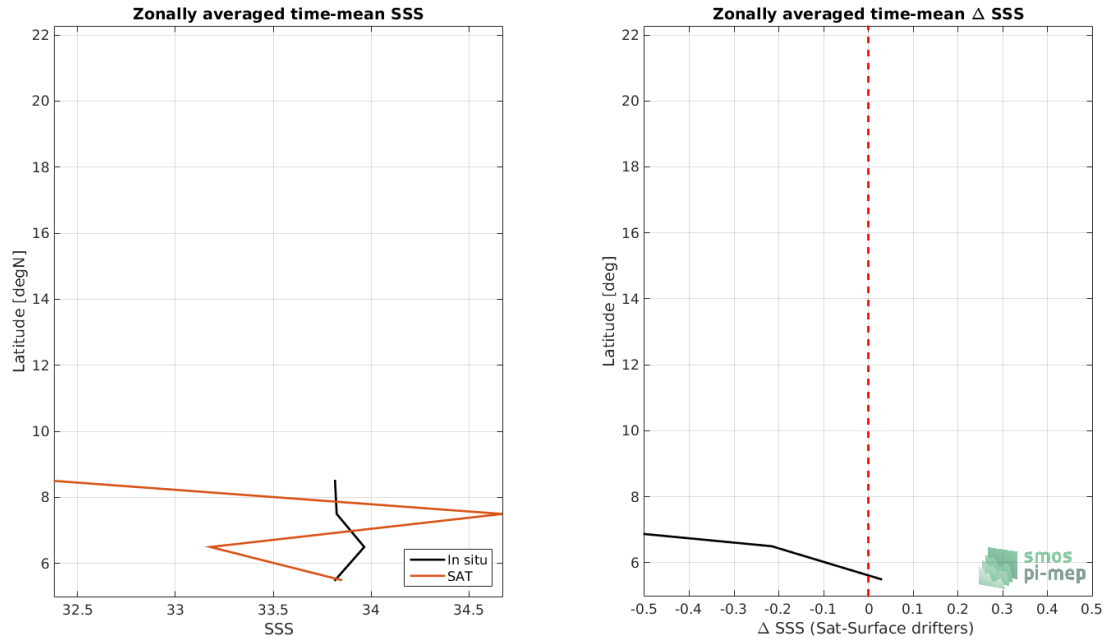 Zonally averaged time-mean SSS
22
20
18
16
14
12
10
8
6
Latitude [degN]
32.5 33 33.5 34 34.5
SSS
In situ
SAT
Zonally averaged time-mean Δ SSS
22
20
18
16
14
12
10
8
6
Latitude [deg]
-0.5 -0.4 -0.3 -0.2 -0.1 0 0.1 0.2 0.3 0.4 0.5
Δ SSS (Sat-Surface drifters)
smos
pi-mep